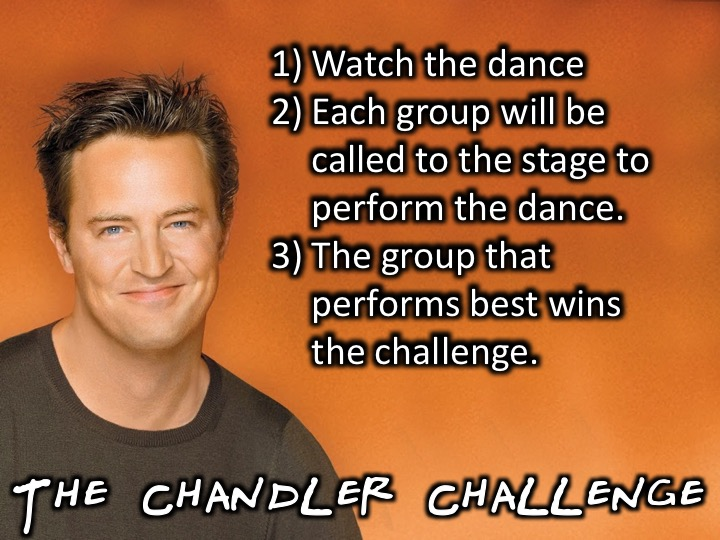 1) Watch the dance
2) Each group will be
called to the stage to
perform the dance.
3) The group that
performs best wins
the challenge.
THE CHANDLER CHALLENGE